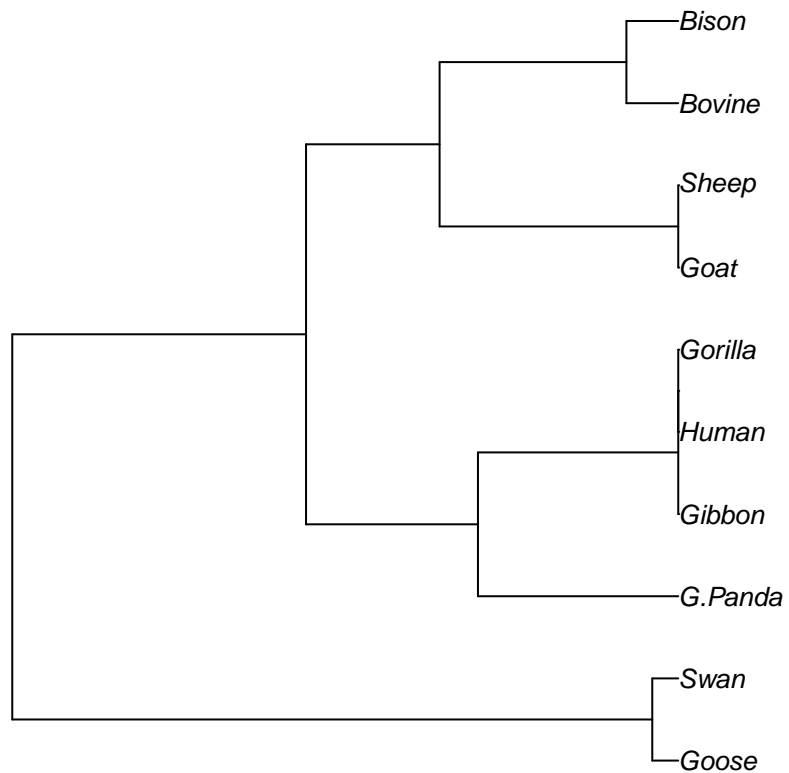 Bison
Bovine
Sheep
Goat
Gorilla
Human
Gibbon
G.Panda
Swan
Goose